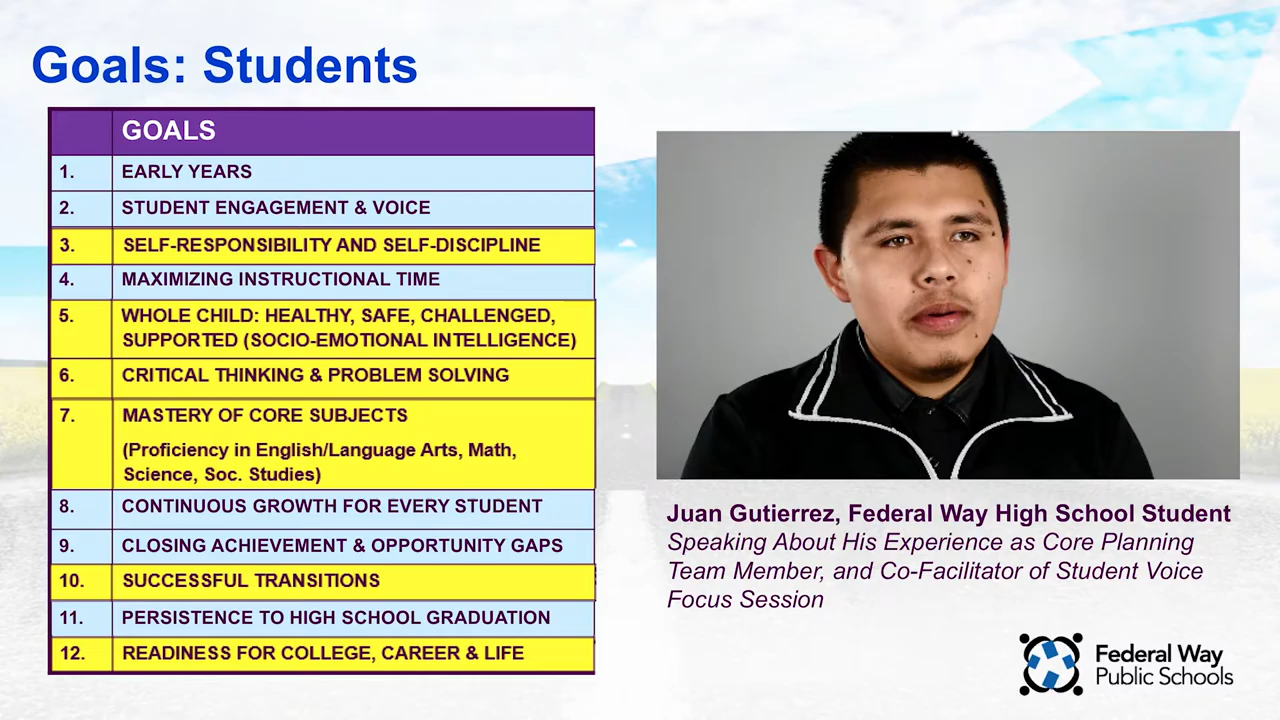 Goals: Students
GOALS
1. EARLY YEARS
2. STUDENT ENGAGEMENT & VOICE
3. SELF-RESPONSIBILITY AND SELF-DISCIPLINE
4. MAXIMIZING INSTRUCTIONAL TIME
5. WHOLE CHILD: HEALTHY, SAFE, CHALLENGED,
SUPPORTED (SOCIO-EMOTIONAL INTELLIGENCE)
6. CRITICAL THINKING & PROBLEM SOLVING
7. MASTERY OF CORE SUBJECTS
(Proficiency in English/Language Arts, Math,
Science, Soc. Studies)
8. CONTINUOUS GROWTH FOR EVERY STUDENT
9. CLOSING ACHIEVEMENT & OPPORTUNITY GAPS
10. SUCCESSFUL TRANSITIONS
11. PERSISTENCE TO HIGH SCHOOL GRADUATION
12. READINESS FOR COLLEGE, CAREER & LIFE
Juan Gutierrez, Federal Way High School Student
Speaking About His Experience as Core Planning
Team Member, and Co-Facilitator of Student Voice
Focus Session
Federal Way
Public Schools